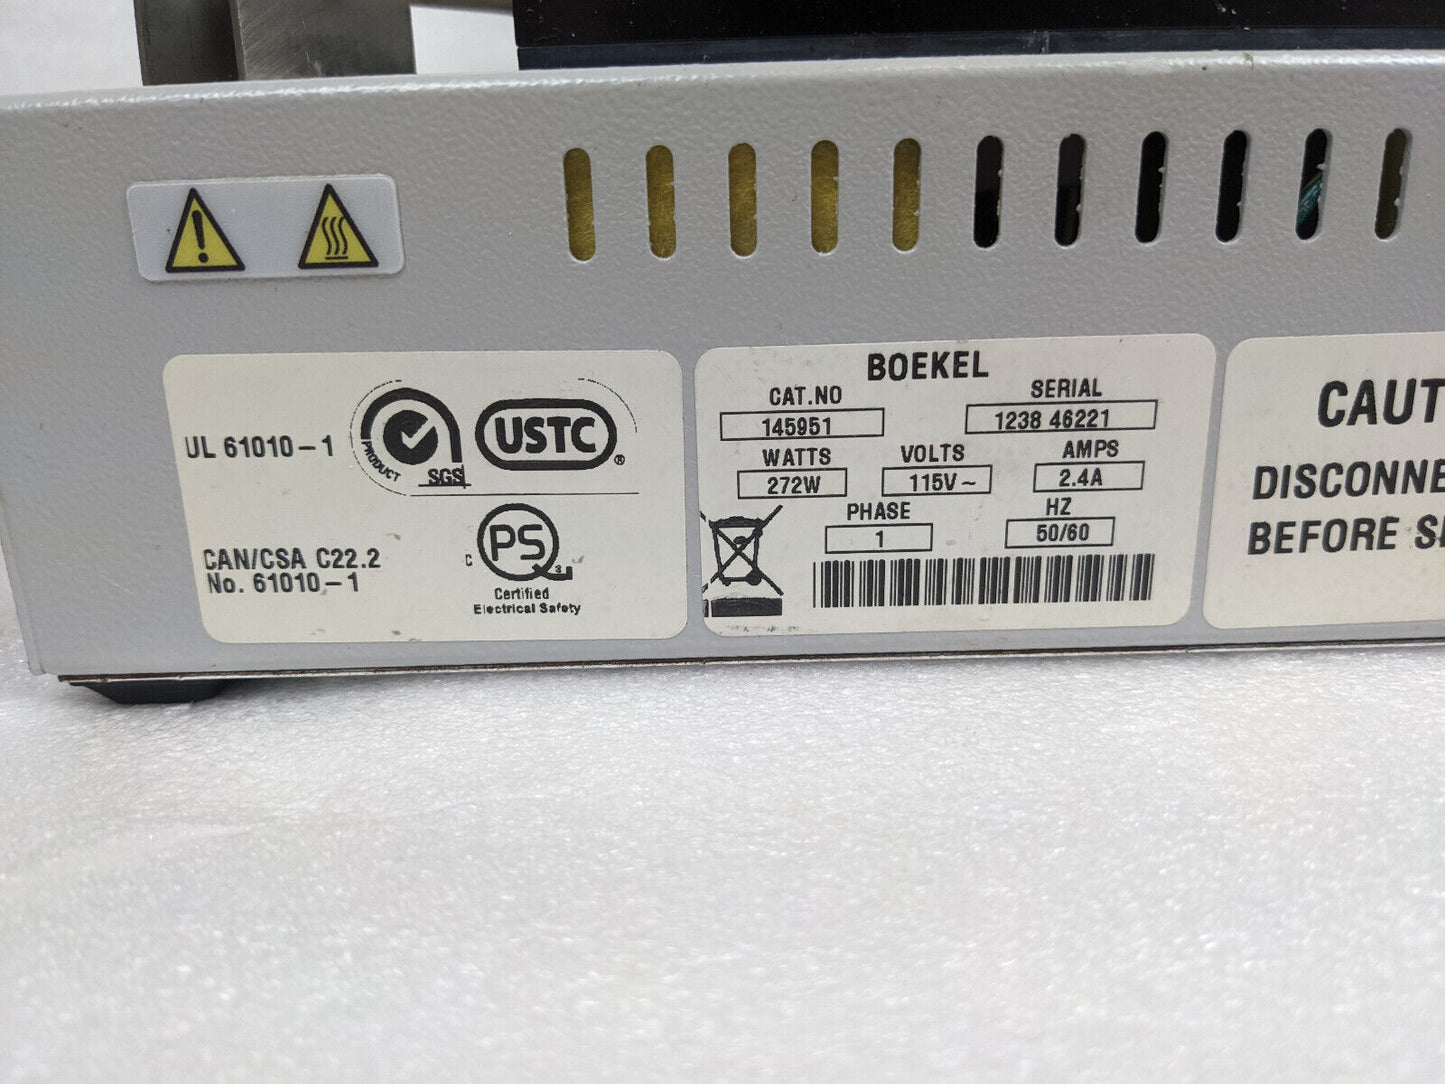 UL 61010-1
PRODUCT
SGS
USTC
®
CAN/CSA C22.2
No. 61010-1
C
PS
3
Certified
Electrical Safety
BOEKEL
CAT.NO SERIAL
145951 1238 46221
WATTS VOLTS AMPS
272W 115V~ 2.4A
PHASE HZ
1 50/60
CAUT
DISCONNE
BEFORE S